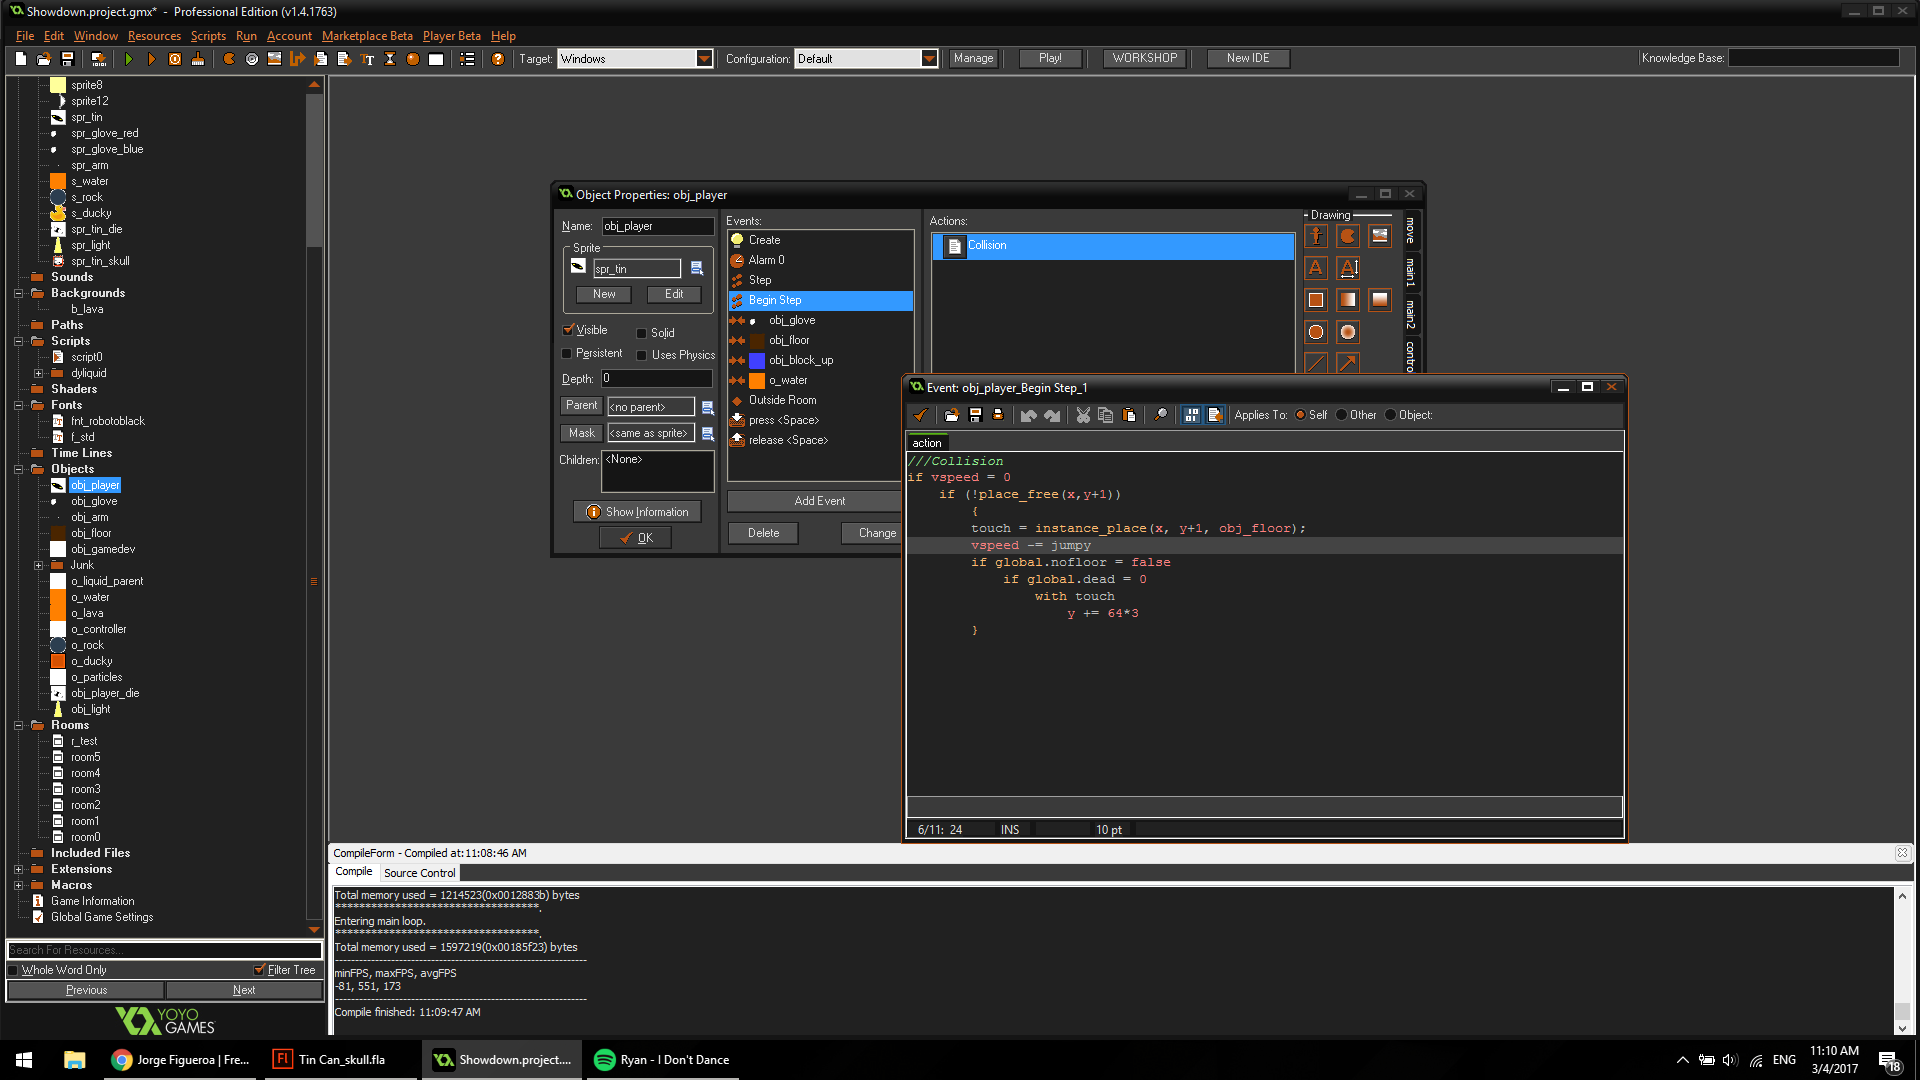 Showdown.project.gmx* - Professional Edition (v1.4.1763)
File Edit Window Resources Scripts Run Account Marketplace Beta Player Beta Help
Target: Windows Configuration: Default Manage Play! WORKSHOP New IDE Knowledge Base:
sprite8
sprite12
spr_tin
spr_glove_red
spr_glove_blue
spr_arm
s_water
s_rock
s_ducky
spr_tin_die
spr_light
spr_tin_skull
Sounds
Backgrounds
b_lava
Paths
Scripts
script0
dyliquid
Shaders
Fonts
fnt_robotoblack
f_std
Time Lines
Objects
obj_player
obj_glove
obj_arm
obj_floor
obj_gamedev
Junk
o_liquid_parent
o_water
o_lava
o_controller
o_rock
o_ducky
o_particles
obj_player_die
obj_light
Rooms
r_test
room5
room4
room3
room2
room1
room0
Included Files
Extensions
Macros
Game Information
Global Game Settings
Search For Resources...
Whole Word Only Filter Tree
Previous Next
YOYO
GAMES
Object Properties: obj_player
Name: obj_player
Sprite
spr_tin
New Edit
Visible Solid
Persistent Uses Physics
Depth: 0
Parent <no parent>
Mask <same as sprite>
Children: <None>
Show Information
OK
Events:
Create
Alarm 0
Step
Begin Step
obj_glove
obj_floor
obj_block_up
o_water
Outside Room
press <Space>
release <Space>
Add Event
Delete Change
Actions:
Collision
Drawing
move
main1
main2
contro
Event: obj_player_Begin Step_1
Applies To: Self Other Object:
action
///Collision
if vspeed = 0
if (!place_free(x,y+1))
{
touch = instance_place(x, y+1, obj_floor);
vspeed -= jumpy
if global.nofloor = false
if global.dead = 0
with touch
y += 64*3
}
6/11: 24 INS 10 pt
CompileForm - Compiled at:11:08:46 AM
Compile Source Control
Total memory used = 1214523(0x0012883b) bytes
***********************************.
Entering main loop.
***********************************.
Total memory used = 1597219(0x00185f23) bytes
minFPS, maxFPS, avgFPS
-81, 551, 173
Compile finished: 11:09:47 AM
Jorge Figueroa | Fre... Tin Can_skull.fla Showdown.project.... Ryan - I Don't Dance
ENG
11:10 AM
3/4/2017
18